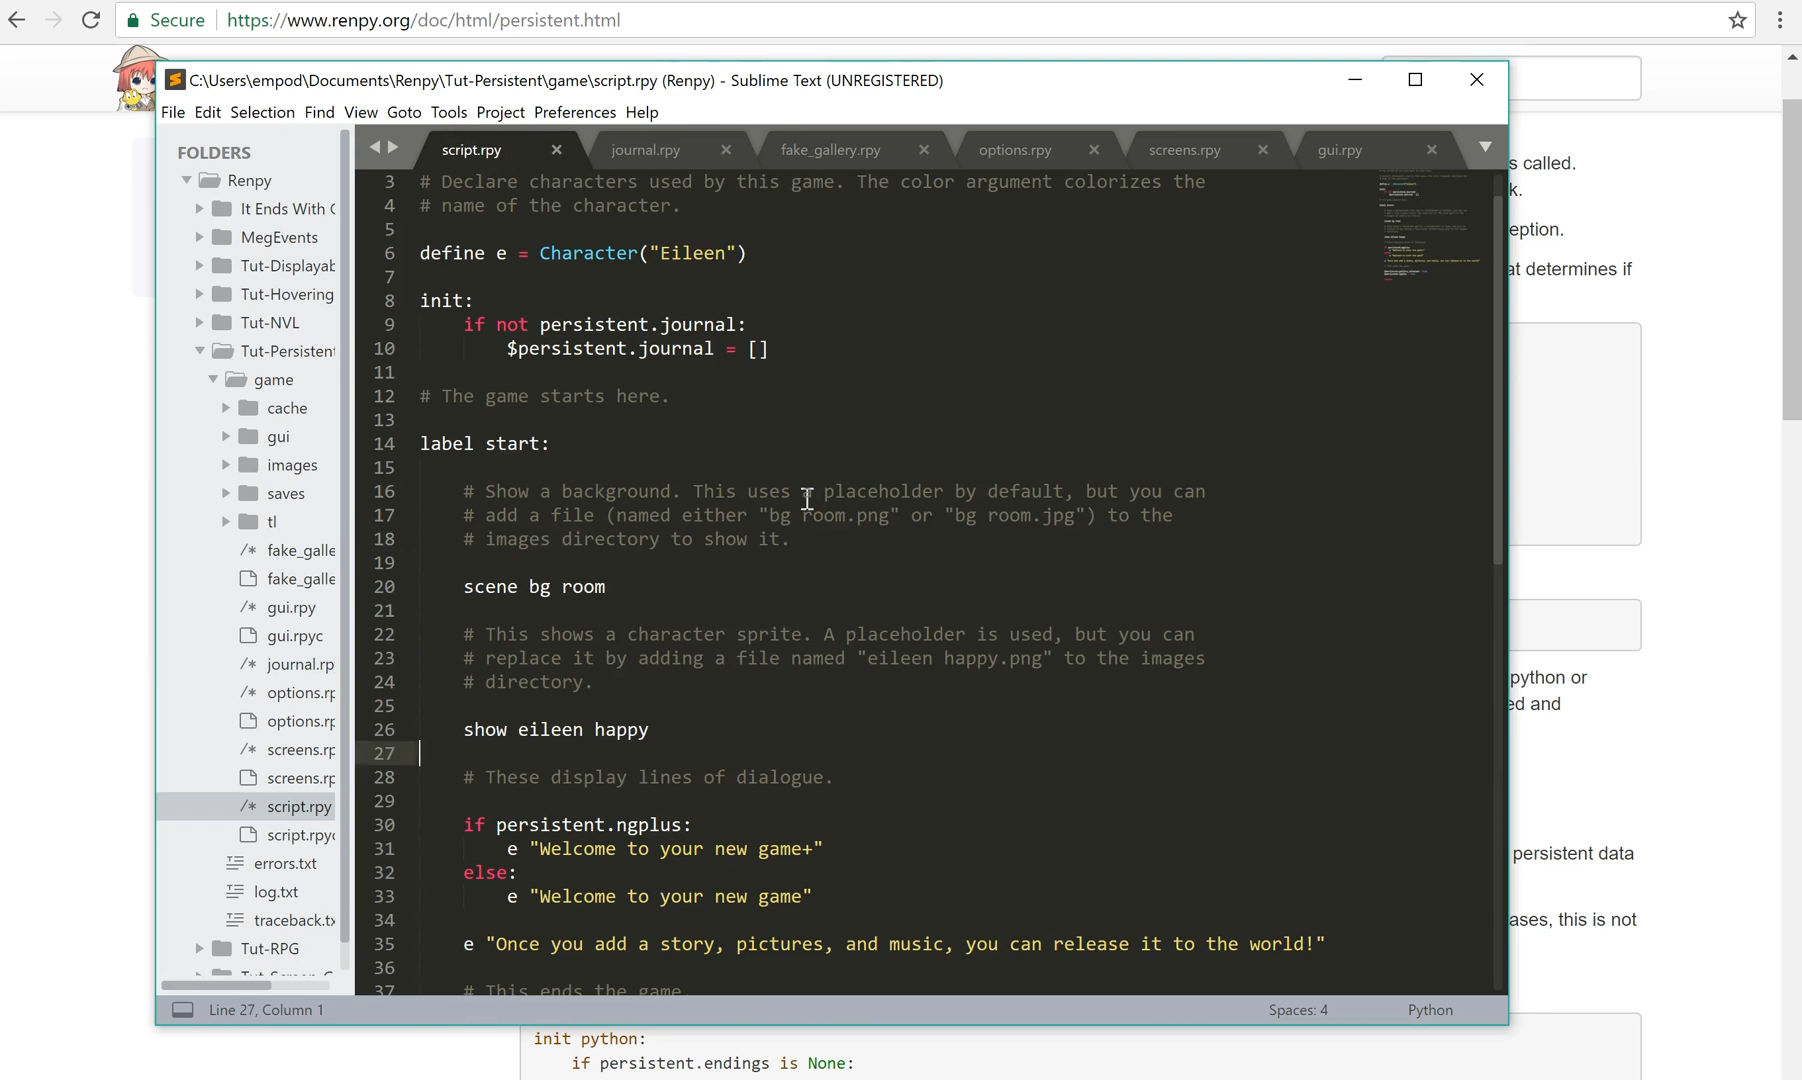 Secure https://www.renpy.org/doc/html/persistent.html
C:\Users\empod\Documents\Renpy\Tut-Persistent\game\script.rpy (Renpy) - Sublime Text (UNREGISTERED)
File Edit Selection Find View Goto Tools Project Preferences Help
FOLDERS
Renpy
It Ends With
MegEvents
Tut-Displayab
Tut-Hovering
Tut-NVL
Tut-Persistent
game
cache
gui
images
saves
tl
/* fake_galle
fake_galle
/* gui.rpy
gui.rpyc
/* journal.rp
/* options.rp
options.rp
/* screens.rp
screens.rp
/* script.rpy
script.rpyc
errors.txt
log.txt
traceback.tx
Tut-RPG
script.rpy journal.rpy fake_gallery.rpy options.rpy screens.rpy gui.rpy
3 # Declare characters used by this game. The color argument colorizes the
4 # name of the character.
5
6 define e = Character("Eileen")
7
8 init:
9 if not persistent.journal:
10 $persistent.journal = []
11
12 # The game starts here.
13
14 label start:
15
16 # Show a background. This uses a placeholder by default, but you can
17 # add a file (named either "bg room.png" or "bg room.jpg") to the
18 # images directory to show it.
19
20 scene bg room
21
22 # This shows a character sprite. A placeholder is used, but you can
23 # replace it by adding a file named "eileen happy.png" to the images
24 # directory.
25
26 show eileen happy
27
28 # These display lines of dialogue.
29
30 if persistent.ngplus:
31 e "Welcome to your new game+"
32 else:
33 e "Welcome to your new game"
34
35 e "Once you add a story, pictures, and music, you can release it to the world!"
36
37 # This ends the game.
Line 27, Column 1 Spaces: 4 Python
s called.
k.
eption.
at determines if
python or
ed and
persistent data
ases, this is not
init python:
if persistent.endings is None: